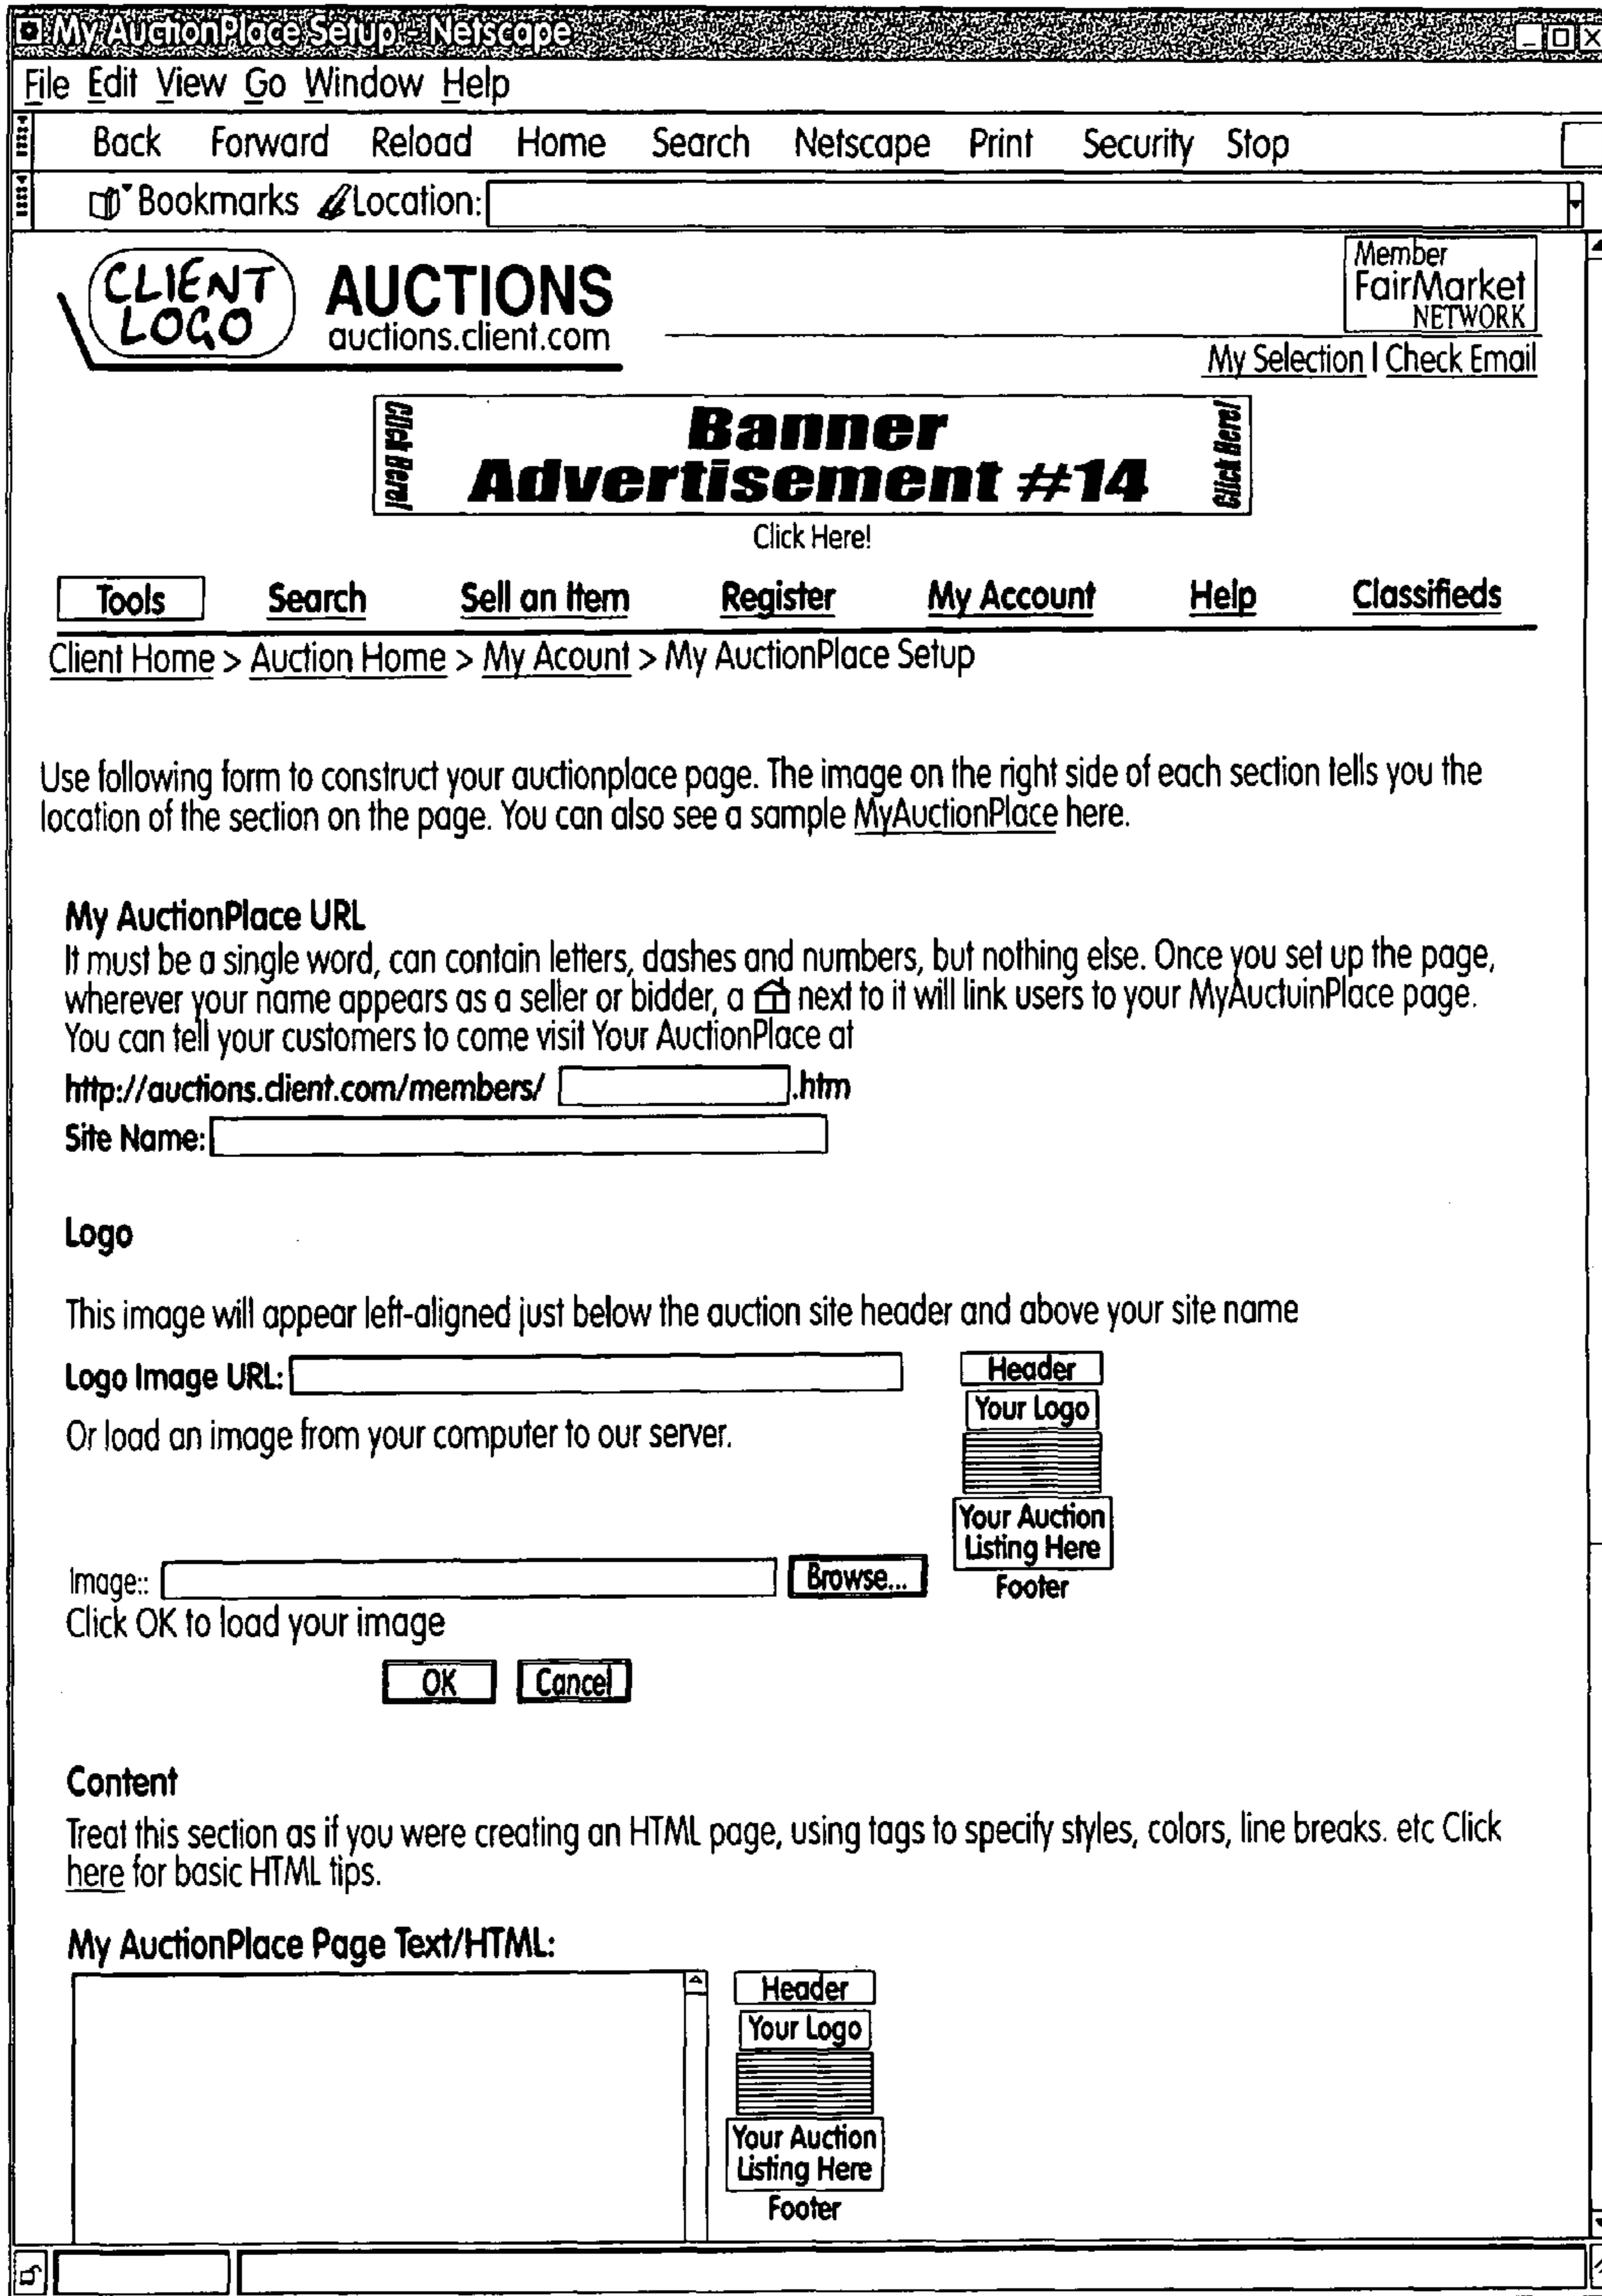 My AuctionPlace Setup - Netscape
File Edit View Go Window Help
Back Forward Reload Home Search Netscape Print Security Stop
Bookmarks Location:
CLIENT LOGO
AUCTIONS
auctions.client.com
Member
FairMarket
NETWORK
My Selection | Check Email
Click Here!
Banner
Advertisement #14
Click Here!
Click Here!
Tools Search Sell an Item Register My Account Help Classifieds
Client Home > Auction Home > My Acount > My AuctionPlace Setup
Use following form to construct your auctionplace page. The image on the right side of each section tells you the
location of the section on the page. You can also see a sample MyAuctionPlace here.
My AuctionPlace URL
It must be a single word, can contain letters, dashes and numbers, but nothing else. Once you set up the page,
wherever your name appears as a seller or bidder, a next to it will link users to your MyAuctuinPlace page.
You can tell your customers to come visit Your AuctionPlace at
http://auctions.client.com/members/ .htm
Site Name:
Logo
This image will appear left-aligned just below the auction site header and above your site name
Logo Image URL:
Or load an image from your computer to our server.
Header
Your Logo
Your Auction
Listing Here
Footer
Image:: Browse...
Click OK to load your image
OK Cancel
Content
Treat this section as if you were creating an HTML page, using tags to specify styles, colors, line breaks. etc Click
here for basic HTML tips.
My AuctionPlace Page Text/HTML:
Header
Your Logo
Your Auction
Listing Here
Footer